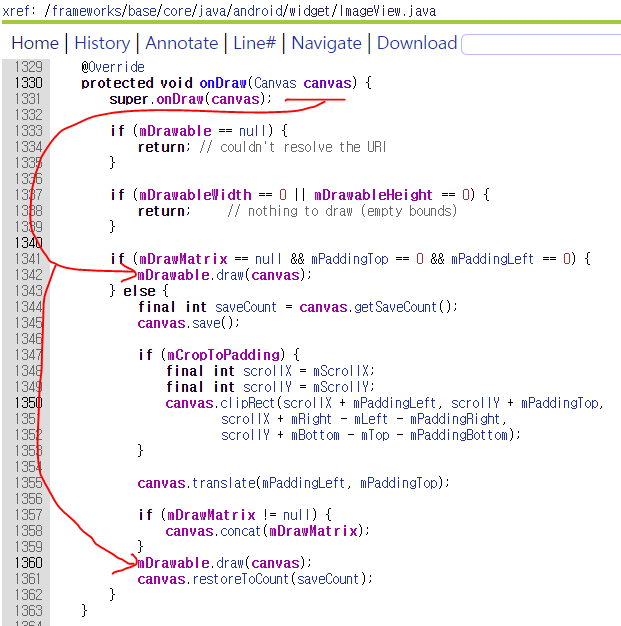 xref: /frameworks/base/core/java/android/widget/ImageView.java
Home | History | Annotate | Line# | Navigate | Download
1329 @Override
1330 protected void onDraw(Canvas canvas) {
1331 super.onDraw(canvas);
1332
1333 if (mDrawable == null) {
1334 return; // couldn't resolve the URI
1335 }
1336
1337 if (mDrawableWidth == 0 || mDrawableHeight == 0) {
1338 return; // nothing to draw (empty bounds)
1339 }
1340
1341 if (mDrawMatrix == null && mPaddingTop == 0 && mPaddingLeft == 0) {
1342 mDrawable.draw(canvas);
1343 } else {
1344 final int saveCount = canvas.getSaveCount();
1345 canvas.save();
1346
1347 if (mCropToPadding) {
1348 final int scrollX = mScrollX;
1349 final int scrollY = mScrollY;
1350 canvas.clipRect(scrollX + mPaddingLeft, scrollY + mPaddingTop,
1351 scrollX + mRight - mLeft - mPaddingRight,
1352 scrollY + mBottom - mTop - mPaddingBottom);
1353 }
1354
1355 canvas.translate(mPaddingLeft, mPaddingTop);
1356
1357 if (mDrawMatrix != null) {
1358 canvas.concat(mDrawMatrix);
1359 }
1360 mDrawable.draw(canvas);
1361 canvas.restoreToCount(saveCount);
1362 }
1363 }
1364